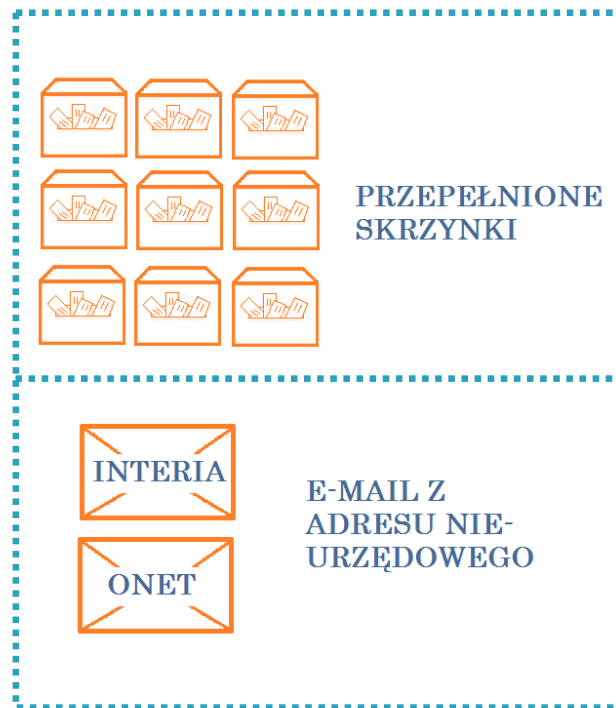 PRZEPEŁNIONE
SKRZYNKI
INTERIA
ONET
E-MAIL Z
ADRESU NIE-
URZĘDOWEGO